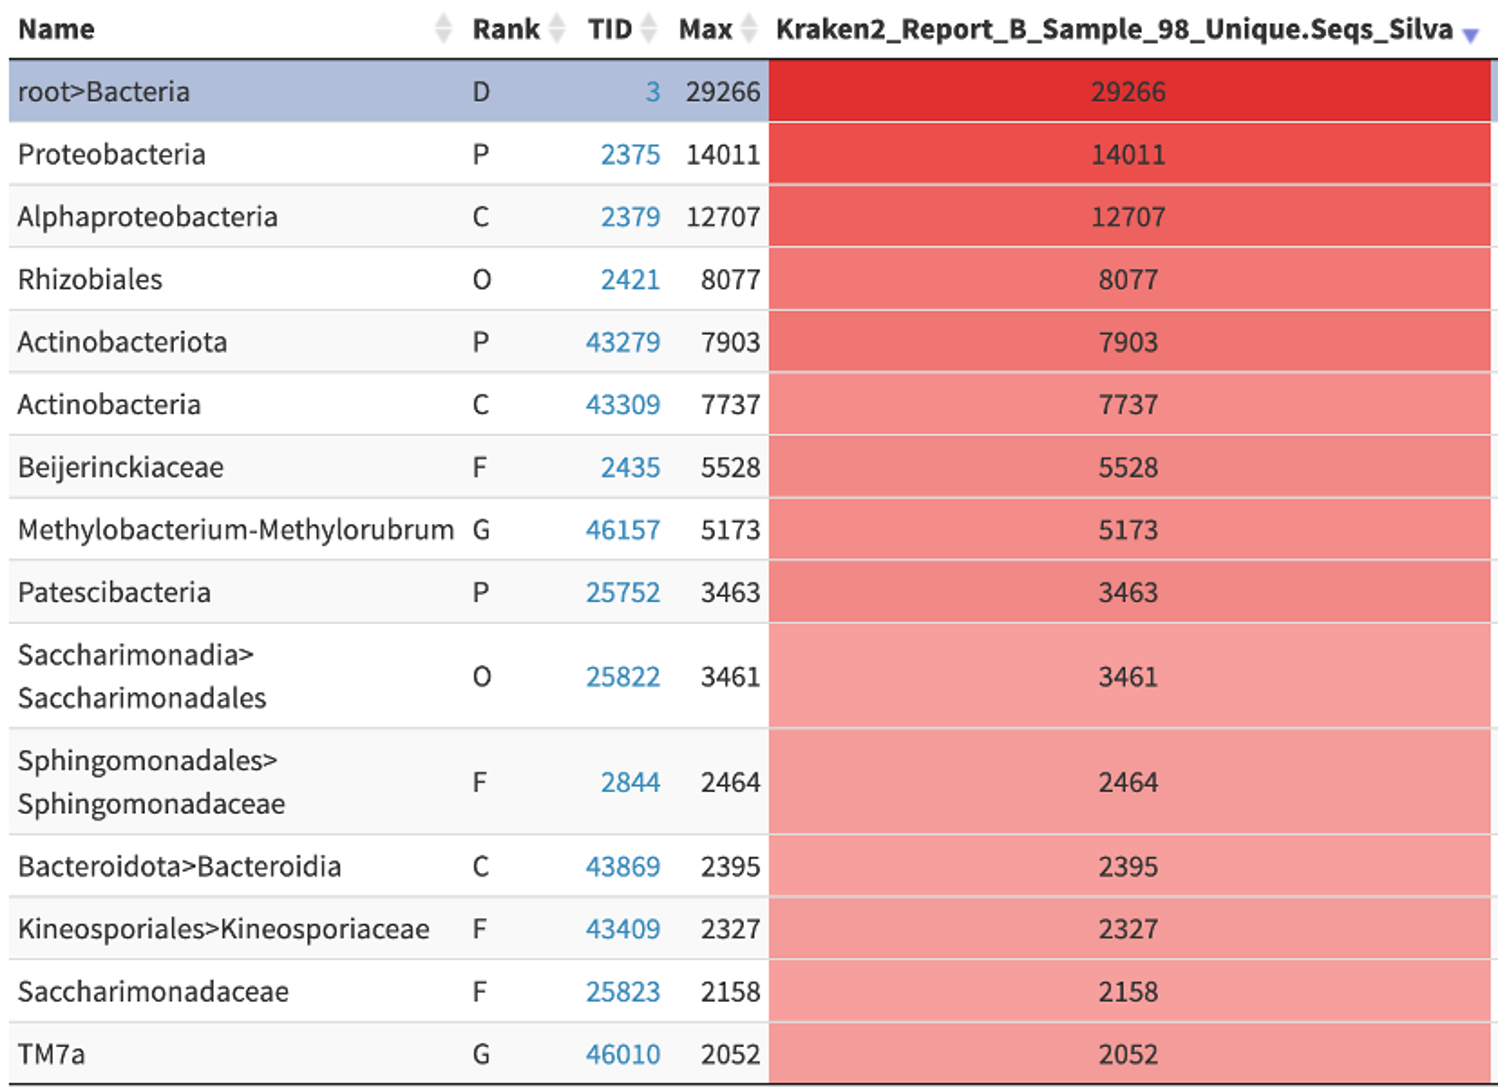 Name Rank TID Max Kraken2_Report_B_Sample_98_Unique.Seqs_Silva
root>Bacteria D 3 29266 29266
Proteobacteria P 2375 14011 14011
Alphaproteobacteria C 2379 12707 12707
Rhizobiales O 2421 8077 8077
Actinobacteriota P 43279 7903 7903
Actinobacteria C 43309 7737 7737
Beijerinckiaceae F 2435 5528 5528
Methylobacterium-Methylorubrum G 46157 5173 5173
Patescibacteria P 25752 3463 3463
Saccharimonadia>
Saccharimonadales O 25822 3461 3461
Sphingomonadales>
Sphingomonadaceae F 2844 2464 2464
Bacteroidota>Bacteroidia C 43869 2395 2395
Kineosporiales>Kineosporiaceae F 43409 2327 2327
Saccharimonadaceae F 25823 2158 2158
TM7a G 46010 2052 2052